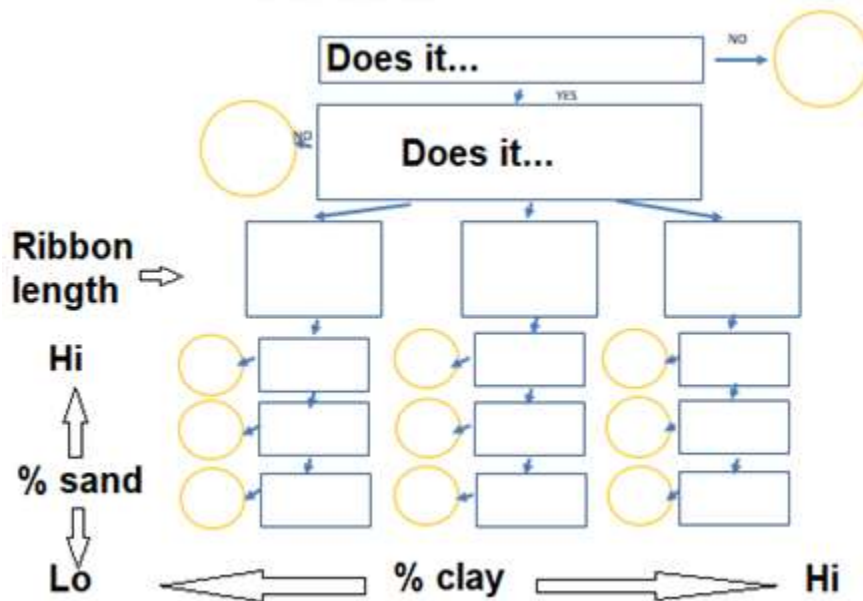 Does it...
NO
YES
NO
Does it...
Ribbon
length
Hi
% sand
Lo
% clay
Hi